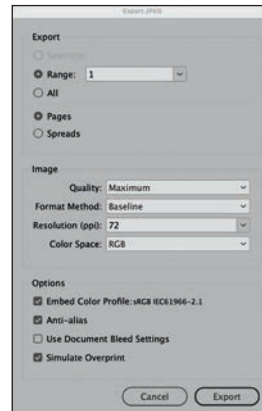 Export JPEG
Export
Selection
Range: 1
All
Pages
Spreads
Image
Quality: Maximum
Format Method: Baseline
Resolution (ppi): 72
Color Space: RGB
Options
Embed Color Profile: sRGB IEC61966-2.1
Anti-alias
Use Document Bleed Settings
Simulate Overprint
Cancel Export